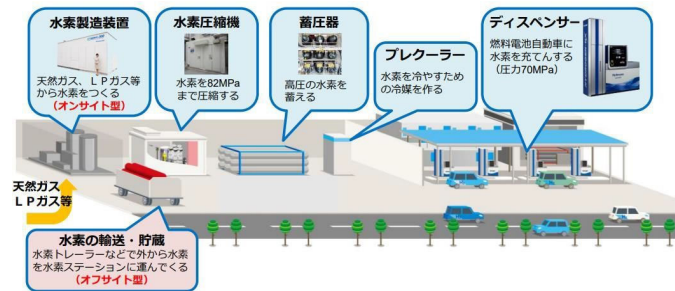 水素製造装置
天然ガス、ＬＰガス等
から水素をつくる
（オンサイト型）
水素圧縮機
水素を82MPa
まで圧縮する
蓄圧器
高圧の水素を
蓄える
プレクーラー
水素を冷やすため
の冷媒を作る
ディスペンサー
燃料電池自動車に
水素を充てんする
（圧力70MPa）
天然ガス
ＬＰガス等
水素の輸送・貯蔵
水素トレーラーなどで外から水素
を水素ステーションに運んでくる
（オフサイト型）